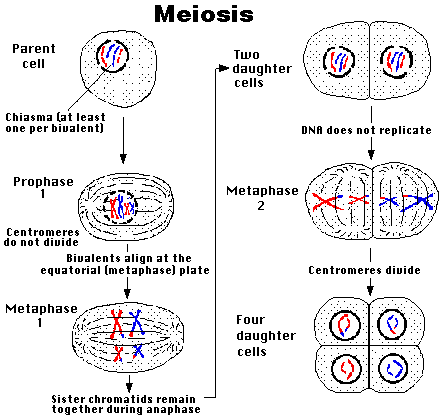 Meiosis
Parent
cell
Chiasma (at least
one per bivalent)
Prophase
1
Centromeres
do not divide
Bivalents align at the
equatorial (metaphase) plate
Metaphase
1
Sister chromatids remain
together during anaphase
Two
daughter
cells
DNA does not replicate
Metaphase
2
Centromeres divide
Four
daughter
cells